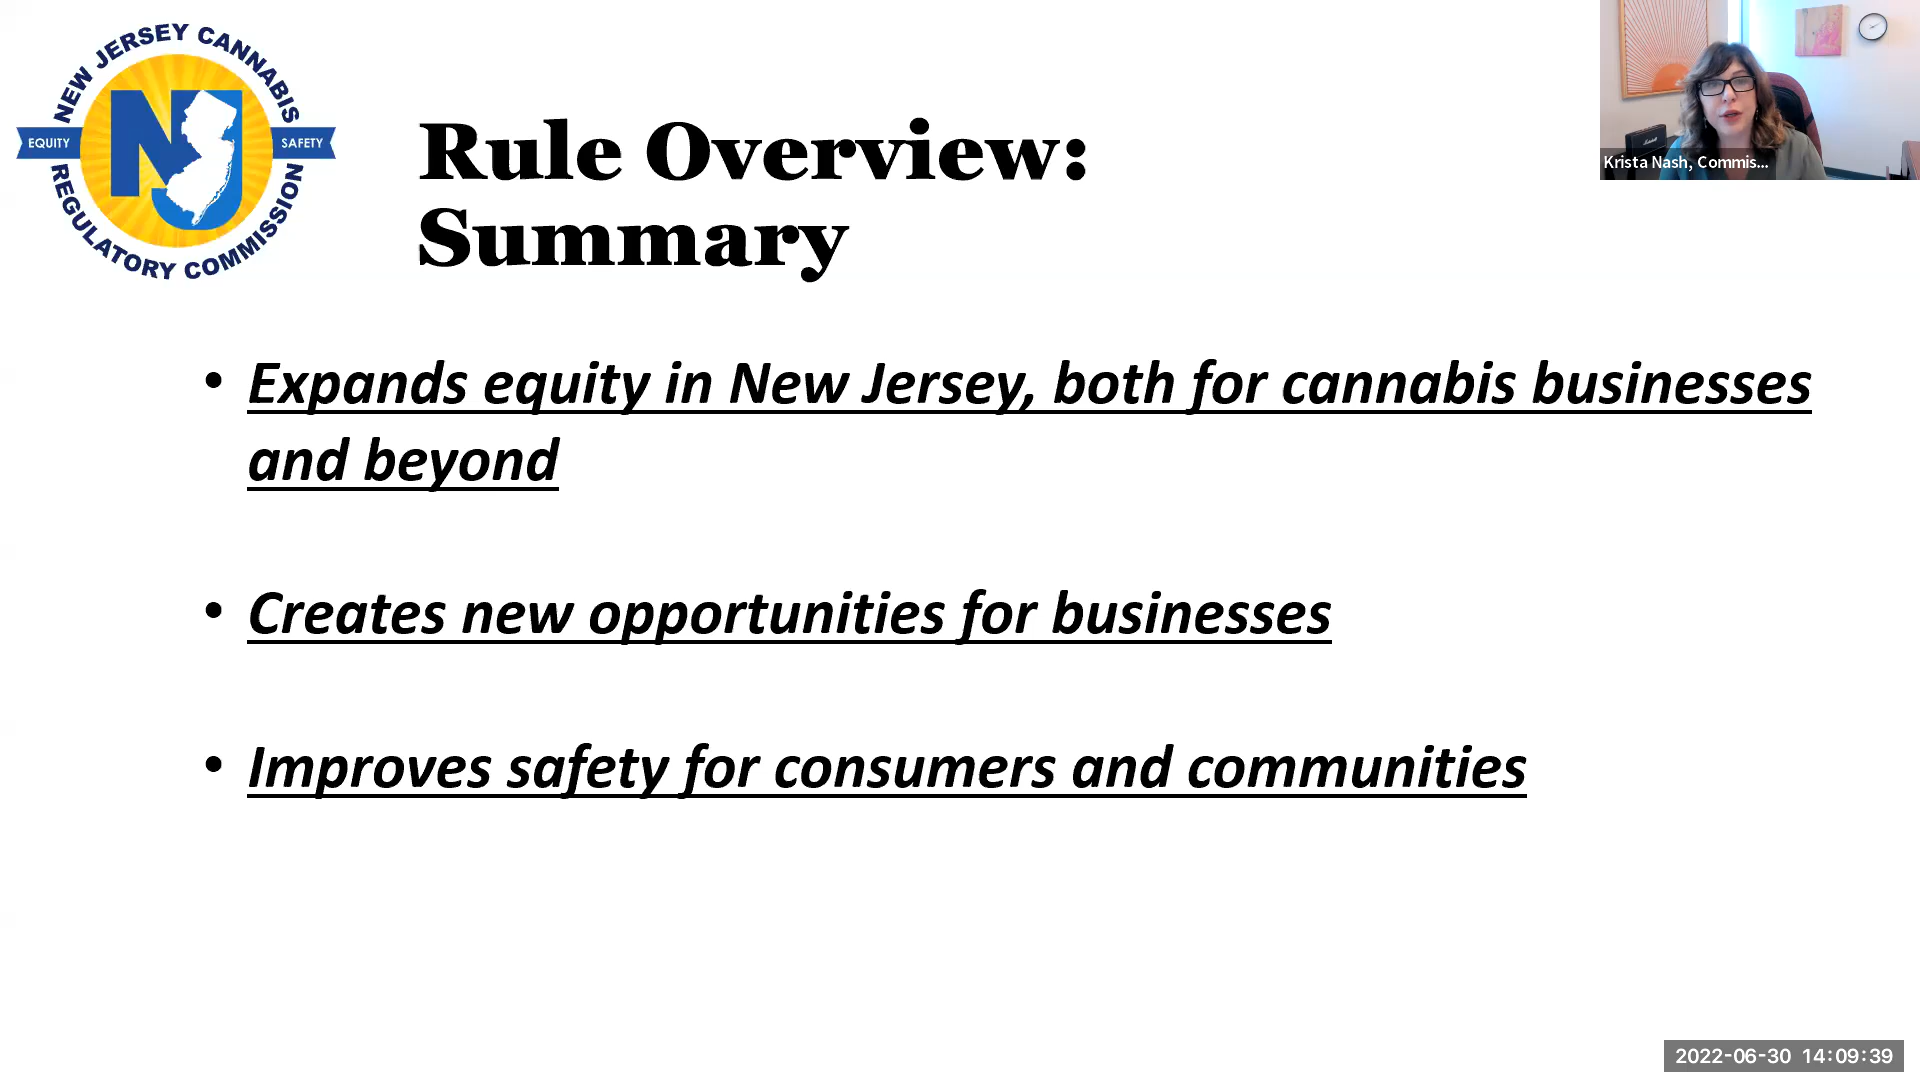 NEW JERSEY CANNABIS
EQUITY
NJ
SAFETY
REGULATORY COMMISSION
Rule Overview:
Summary
Krista Nash, Commis...
• Expands equity in New Jersey, both for cannabis businesses
and beyond
• Creates new opportunities for businesses
• Improves safety for consumers and communities
2022-06-30 14:09:39